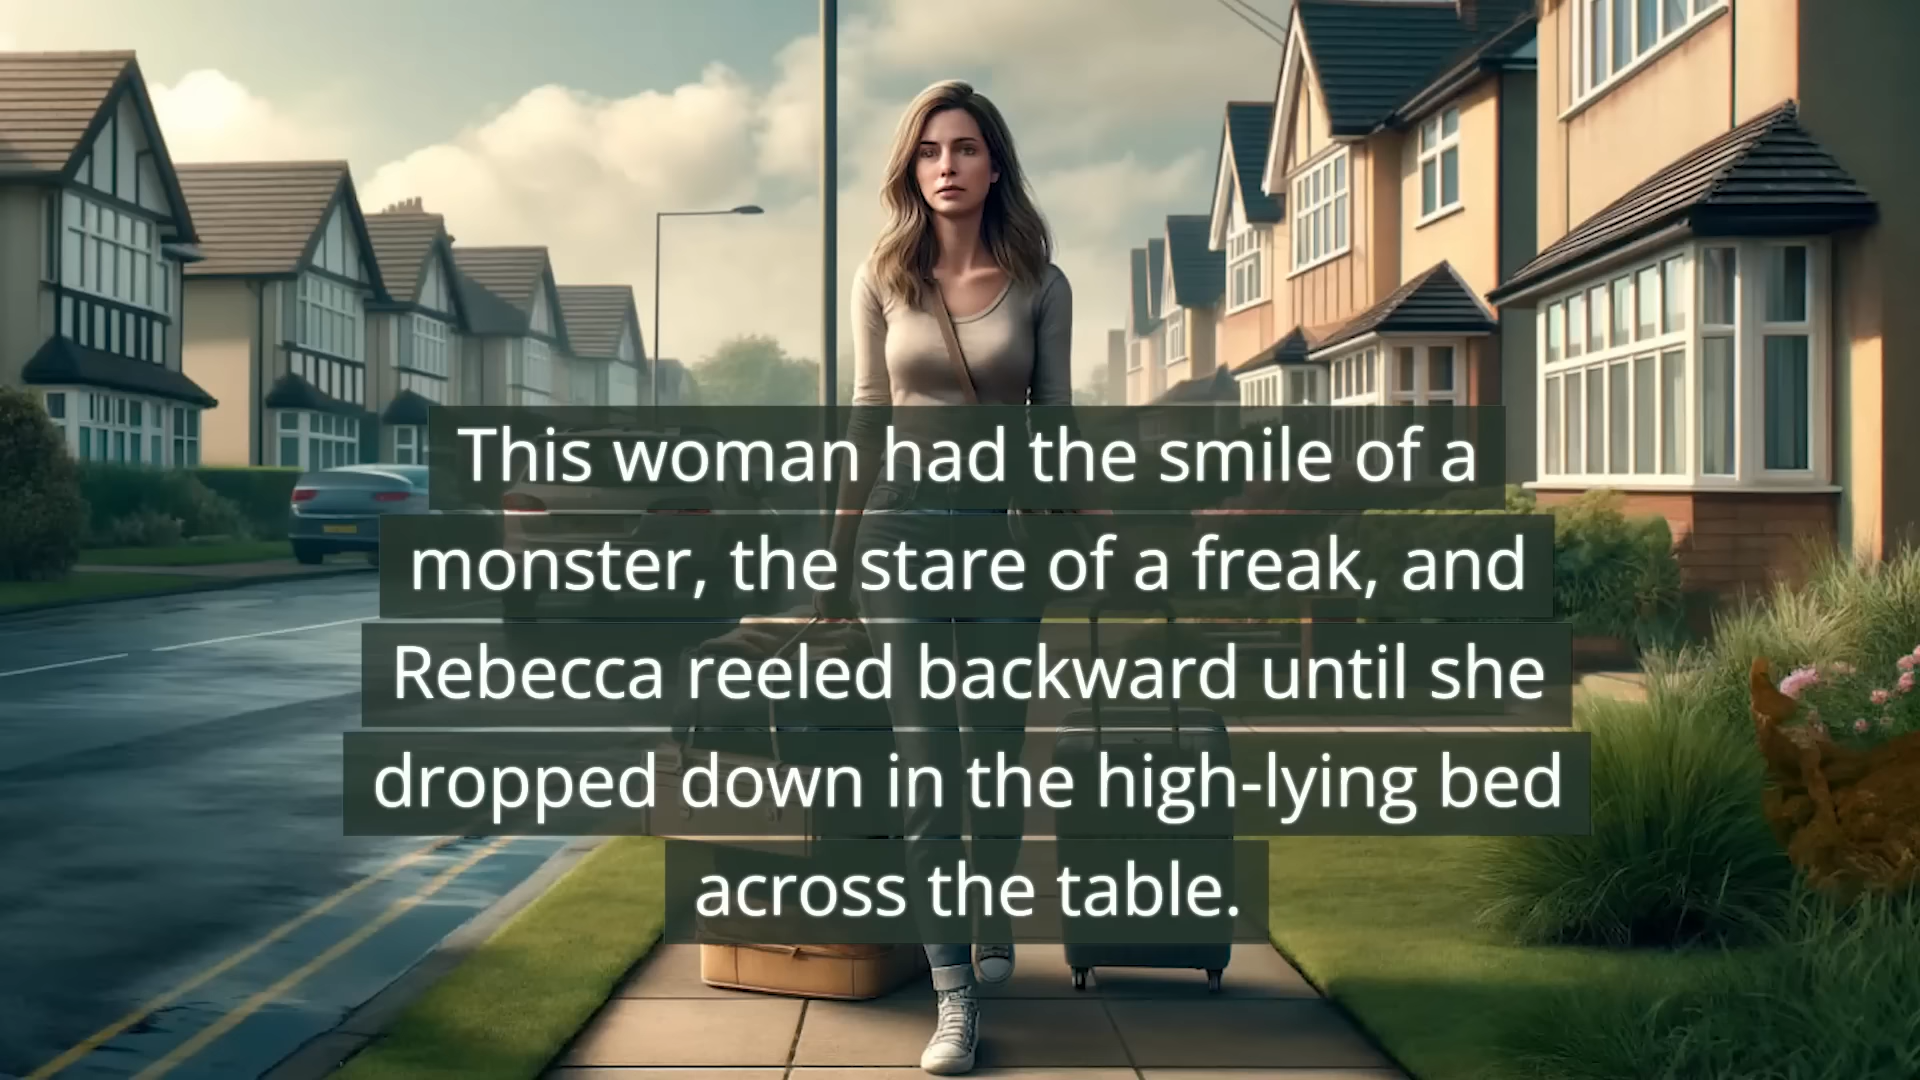 This woman had the smile of a
monster, the stare of a freak, and
Rebecca reeled backward until she
dropped down in the high-lying bed
across the table.